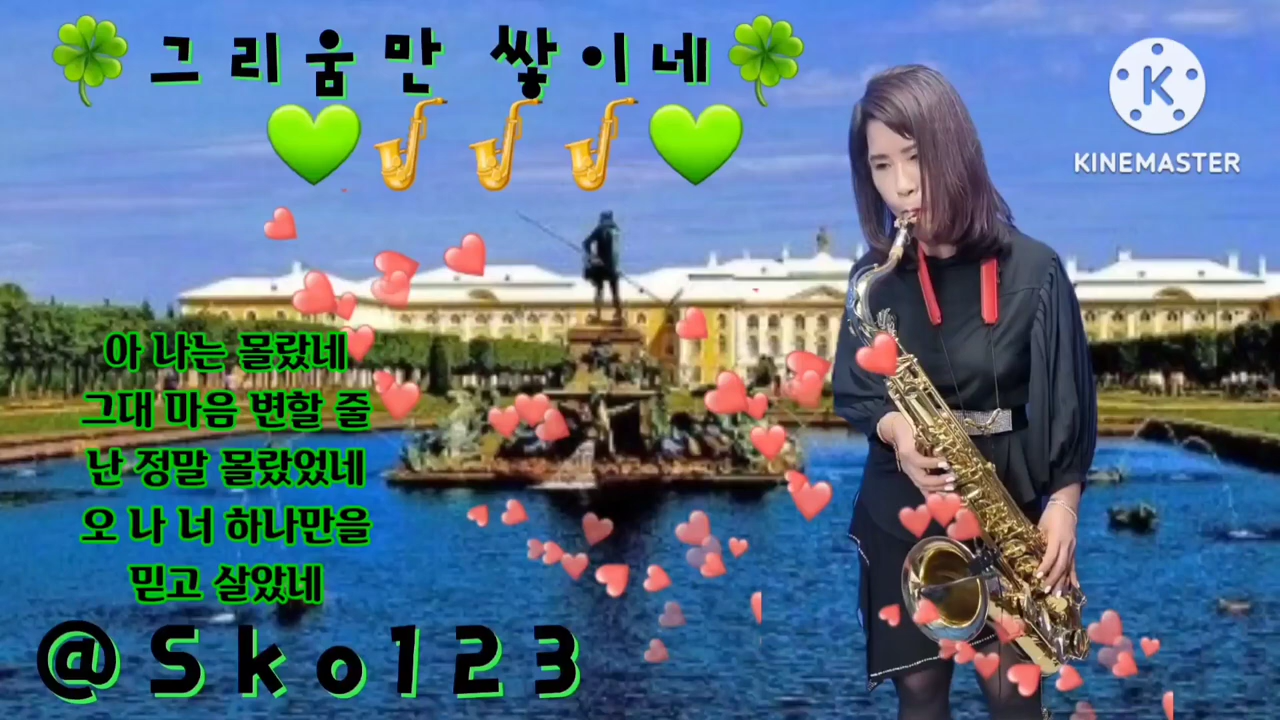 그리움만 쌓이네
KINEMASTER
아 나는 몰랐네
그대 마음 변할 줄
난 정말 몰랐었네
오 나 너 하나만을
믿고 살았네
@Sko123